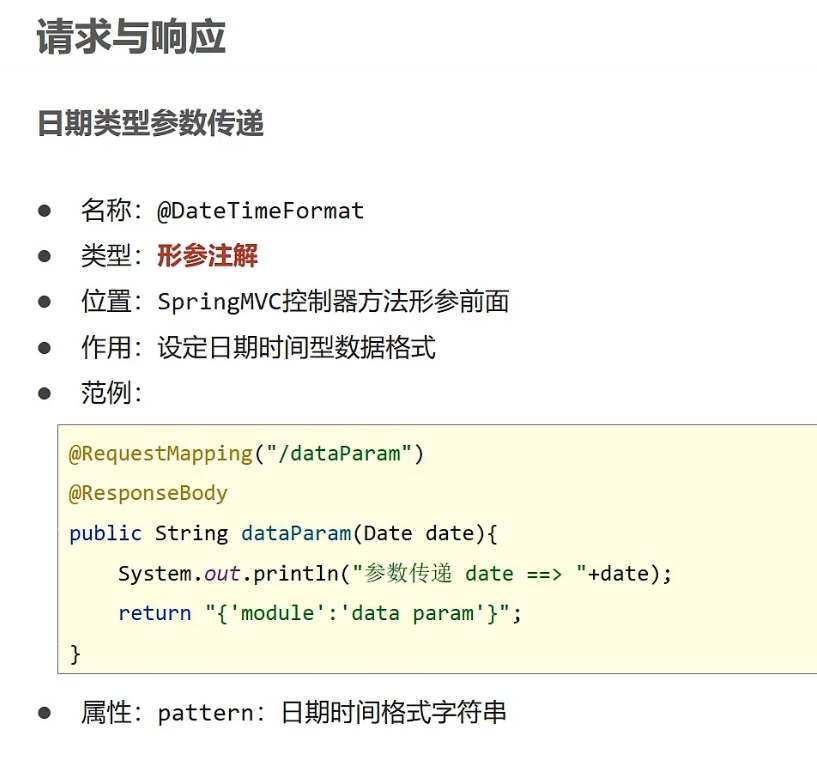 请求与响应
日期类型参数传递
● 名称：@DateTimeFormat
● 类型：形参注解
● 位置：SpringMVC控制器方法形参前面
● 作用：设定日期时间型数据格式
● 范例：
@RequestMapping("/dataParam")
@ResponseBody
public String dataParam(Date date){
    System.out.println("参数传递 date ==> "+date);
    return "{'module':'data param'}";
}
● 属性：pattern：日期时间格式字符串